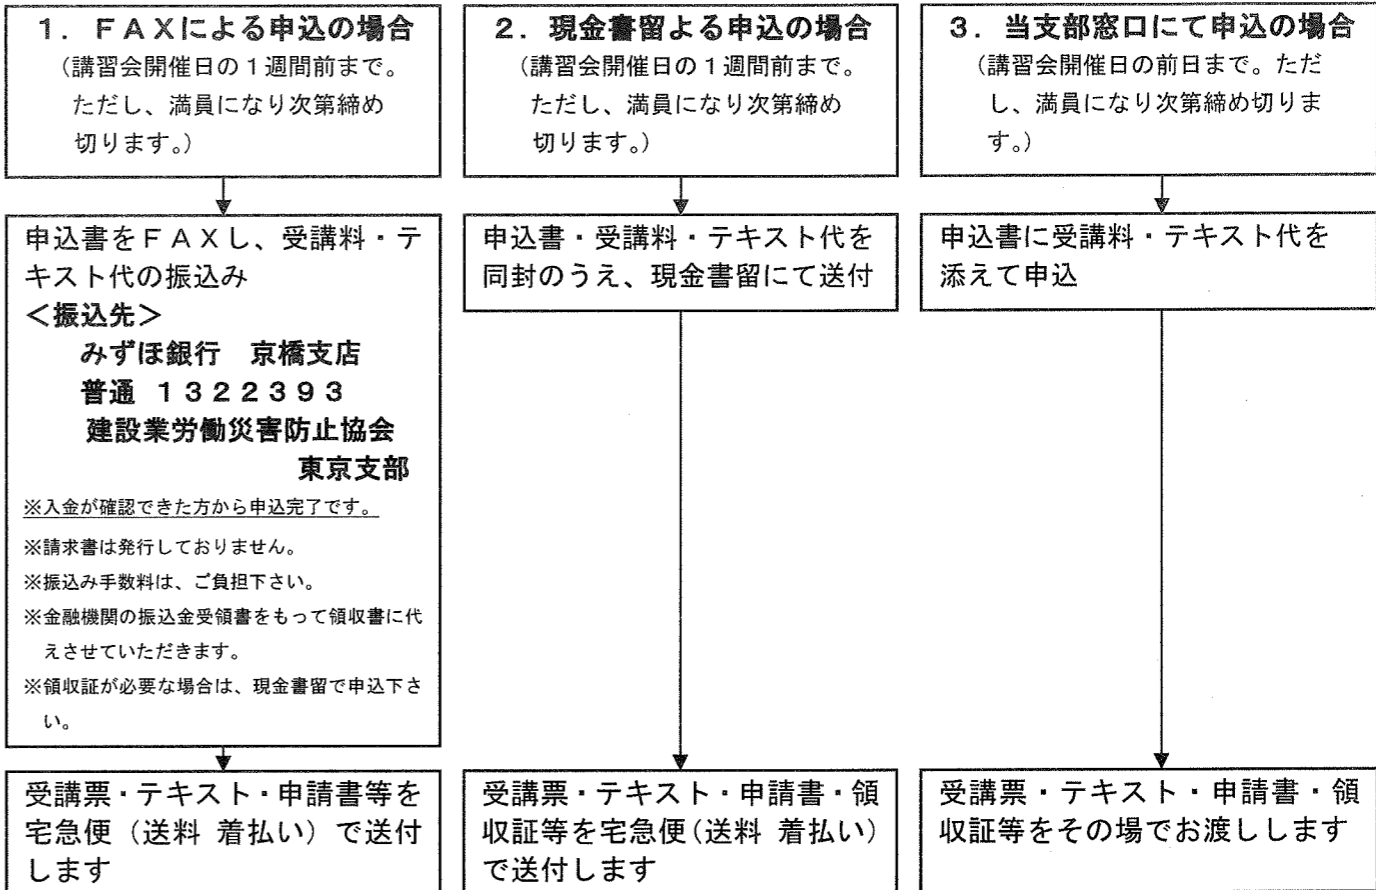 １．ＦＡＸによる申込の場合
（講習会開催日の１週間前まで。
ただし、満員になり次第締め
切ります。）
申込書をＦＡＸし、受講料・テ
キスト代の振込み
＜振込先＞
みずほ銀行　京橋支店
普通 １３２２３９３
建設業労働災害防止協会
東京支部
※入金が確認できた方から申込完了です。
※請求書は発行しておりません。
※振込み手数料は、ご負担下さい。
※金融機関の振込金受領書をもって領収書に代
えさせていただきます。
※領収証が必要な場合は、現金書留で申込下さ
い。
受講票・テキスト・申請書等を
宅急便（送料 着払い）で送付
します
２．現金書留よる申込の場合
（講習会開催日の１週間前まで。
ただし、満員になり次第締め
切ります。）
申込書・受講料・テキスト代を
同封のうえ、現金書留にて送付
受講票・テキスト・申請書・領
収証等を宅急便（送料 着払い）
で送付します
３．当支部窓口にて申込の場合
（講習会開催日の前日まで。ただ
し、満員になり次第締め切りま
す。）
申込書に受講料・テキスト代を
添えて申込
受講票・テキスト・申請書・領
収証等をその場でお渡しします